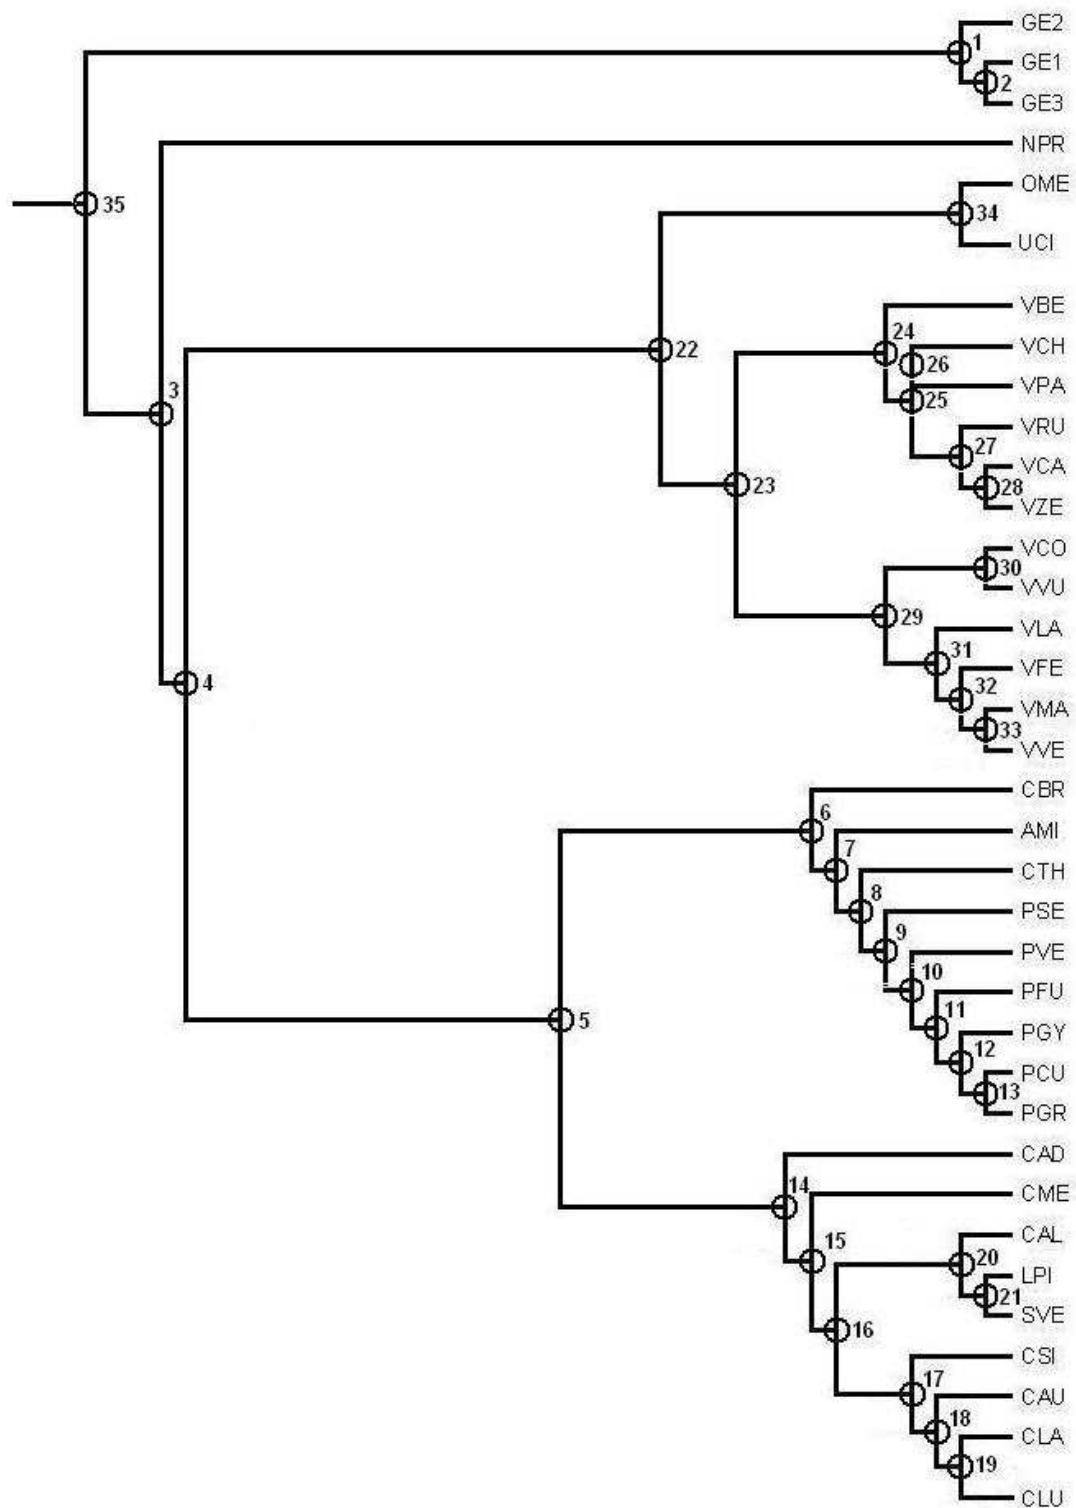 GE2
1
GE1
2
GE3
NPR
OME
35
34
UCI
VBE
24
VCH
22
26
VPA
3
25
VRU
27
VCA
23
28
VZE
VCO
30
VVU
29
VLA
31
VFE
4
32
VMA
33
VVE
CBR
6
AMI
7
CTH
8
PSE
9
PVE
10
PFU
11
5
PGY
12
PCU
13
PGR
CAD
14
CME
15
CAL
20
LPI
21
SVE
16
CSI
17
CAU
18
CLA
19
CLU